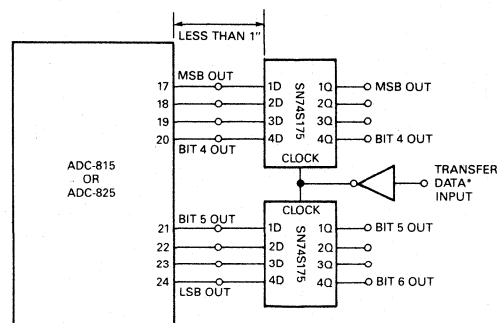 LESS THAN 1"
MSB OUT
17
18
19
20
BIT 4 OUT
1D
2D
3D
4D
SN74S175
CLOCK
1Q
2Q
3Q
4Q
MSB OUT
BIT 4 OUT
ADC-815
OR
ADC-825
TRANSFER
DATA*
INPUT
BIT 5 OUT
21
22
23
24
LSB OUT
CLOCK
1D
2D
3D
4D
SN74S175
1Q
2Q
3Q
4Q
BIT 5 OUT
BIT 6 OUT